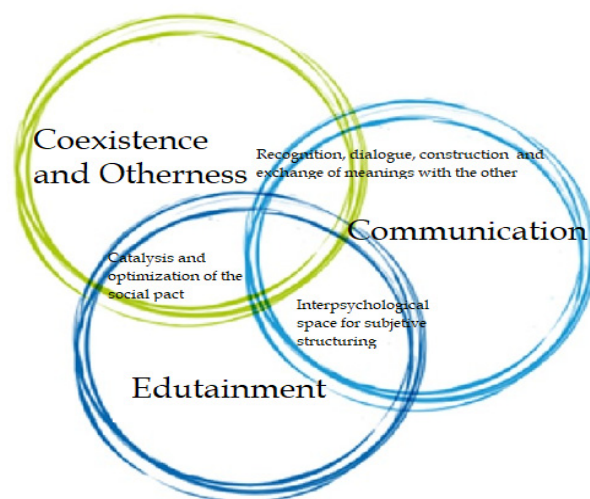 Coexistence
and Otherness
Recognition, dialogue, construction and
exchange of meanings with the other
Communication
Catalysis and
optimization of the
social pact
Interpsychological
space for subjetive
structuring
Edutainment